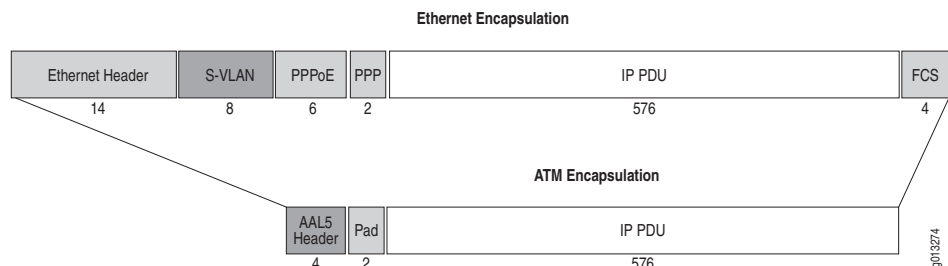 Ethernet Encapsulation
Ethernet Header S-VLAN PPPoE PPP IP PDU FCS
14 8 6 2 576 4
ATM Encapsulation
AAL5
Header Pad IP PDU
4 2 576
g013274